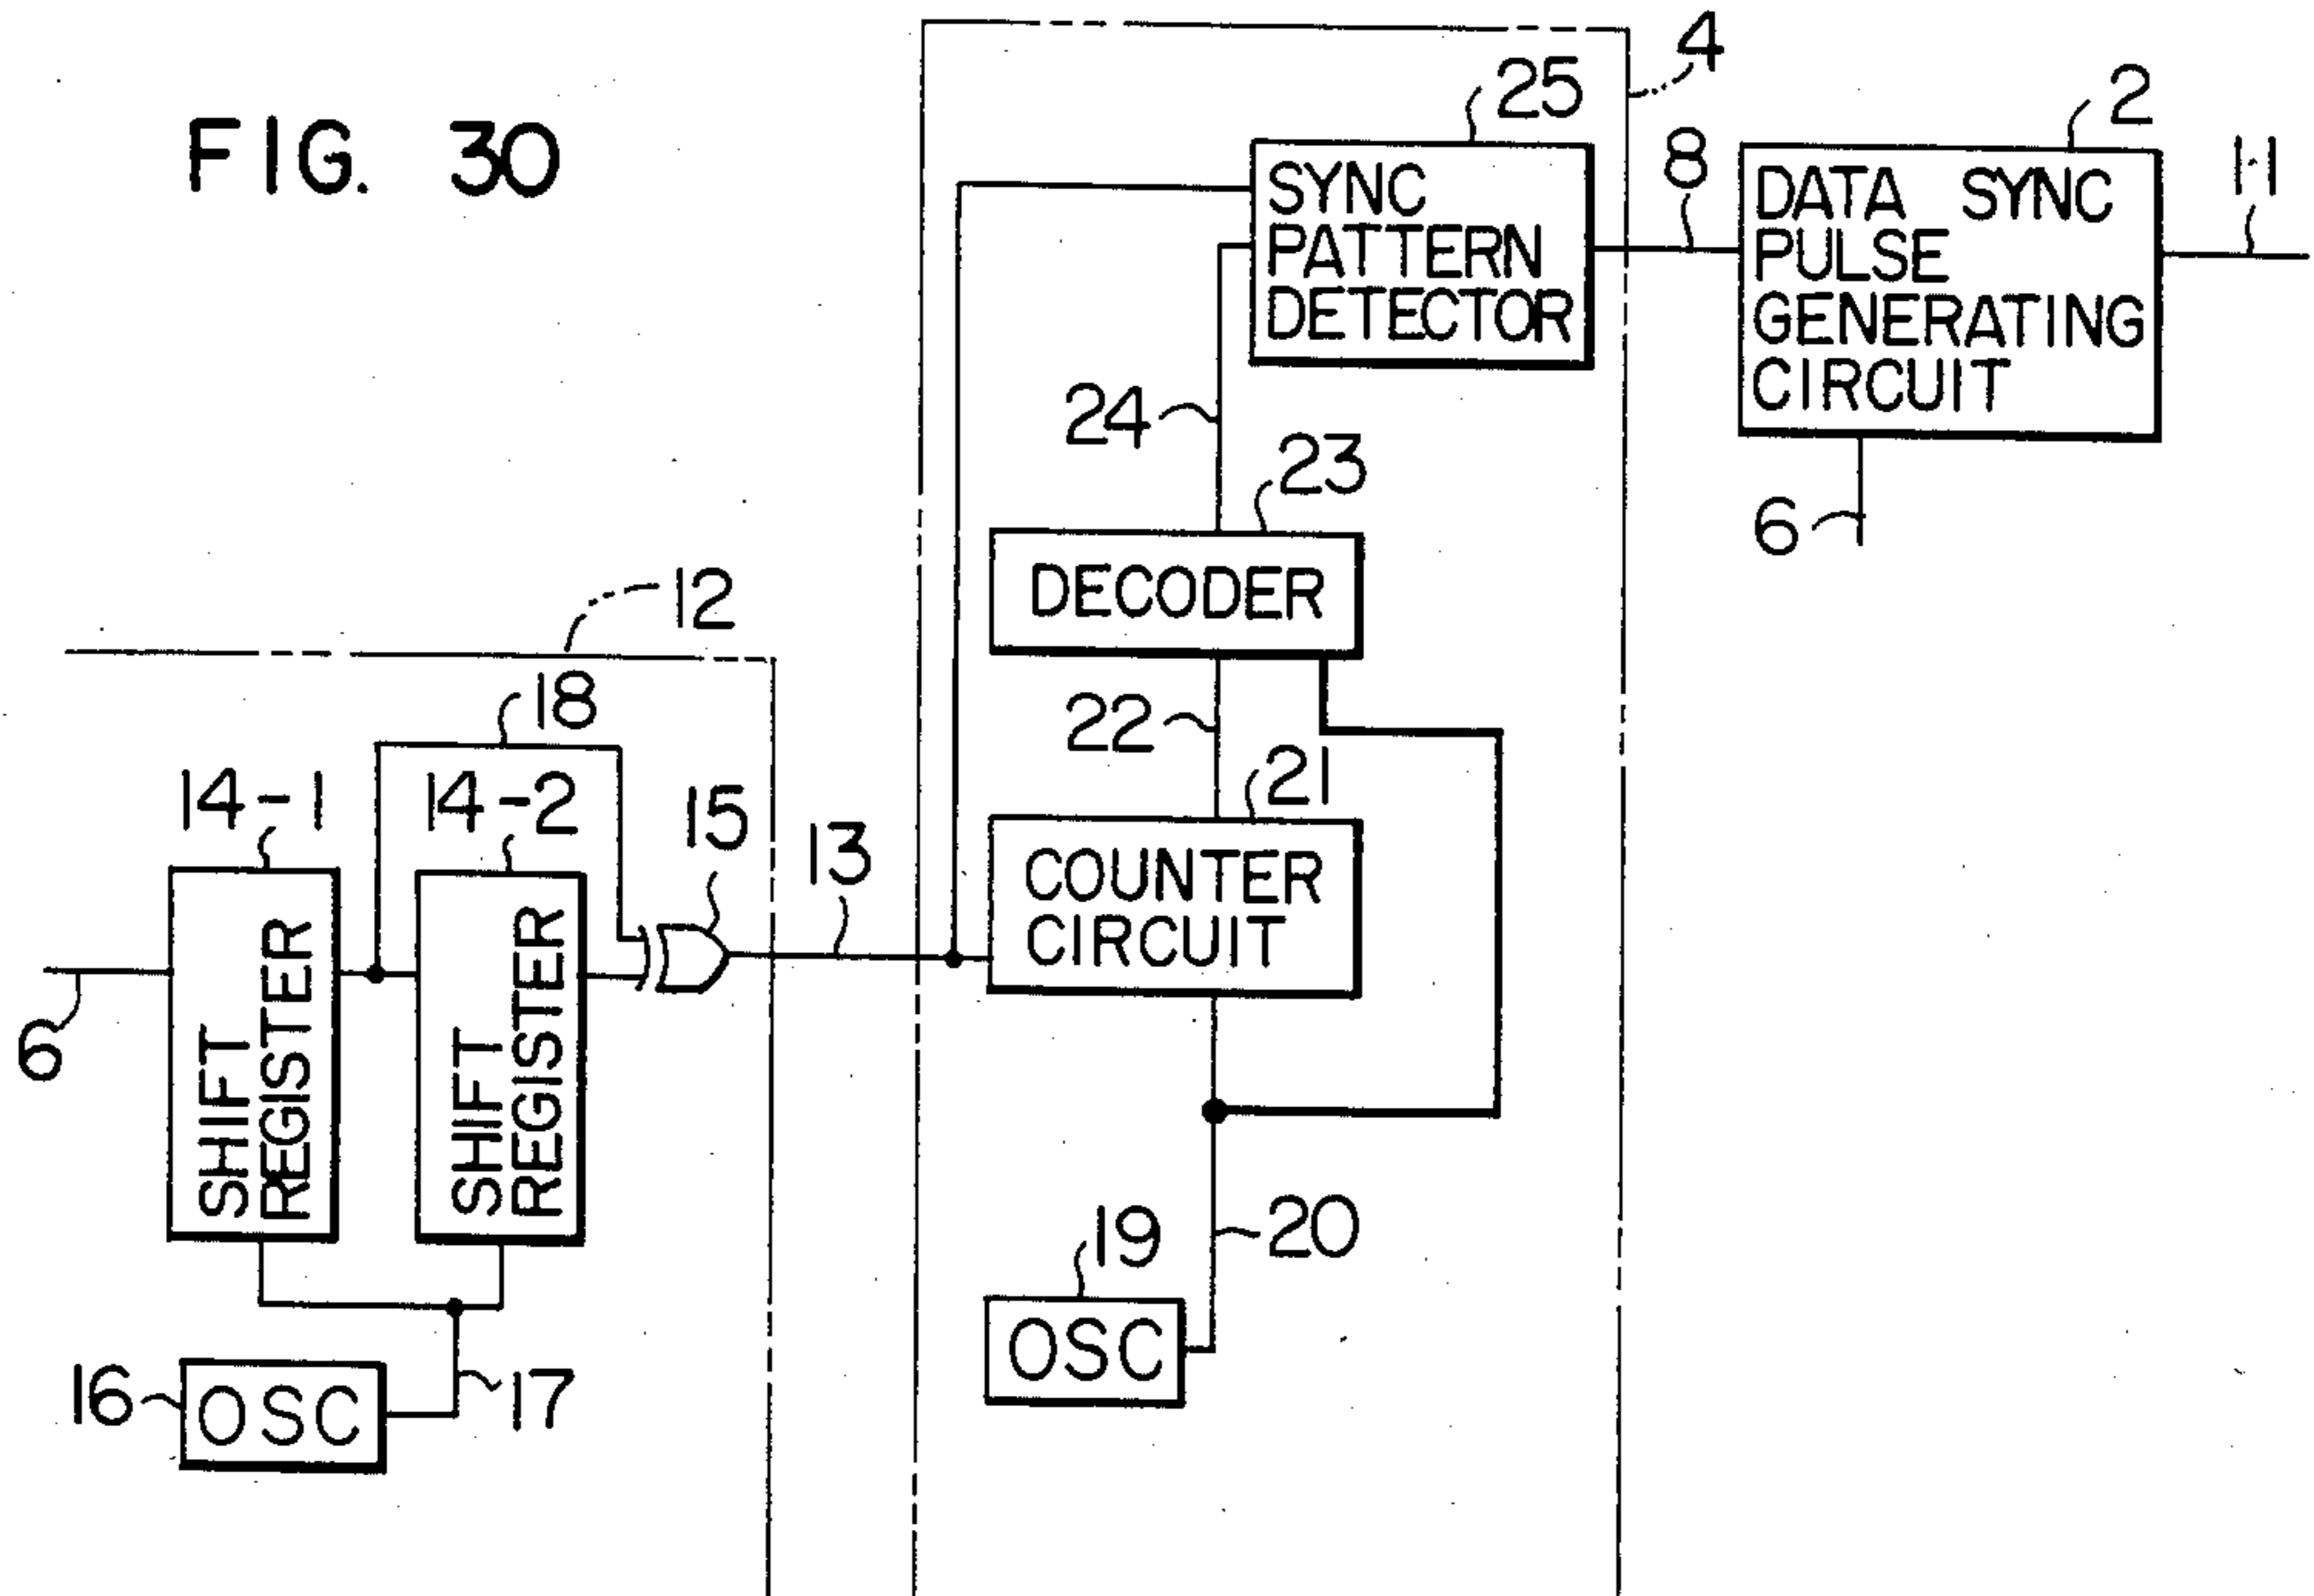 FIG. 30
4
25
2
8
11
SYNC
PATTERN
DETECTOR
DATA SYNC
PULSE
GENERATING
CIRCUIT
24
23
6
DECODER
12
18
22
21
14-1
14-2
15
13
COUNTER
CIRCUIT
6
SHIFT
REGISTER
SHIFT
REGISTER
19
20
OSC
16
OSC
17